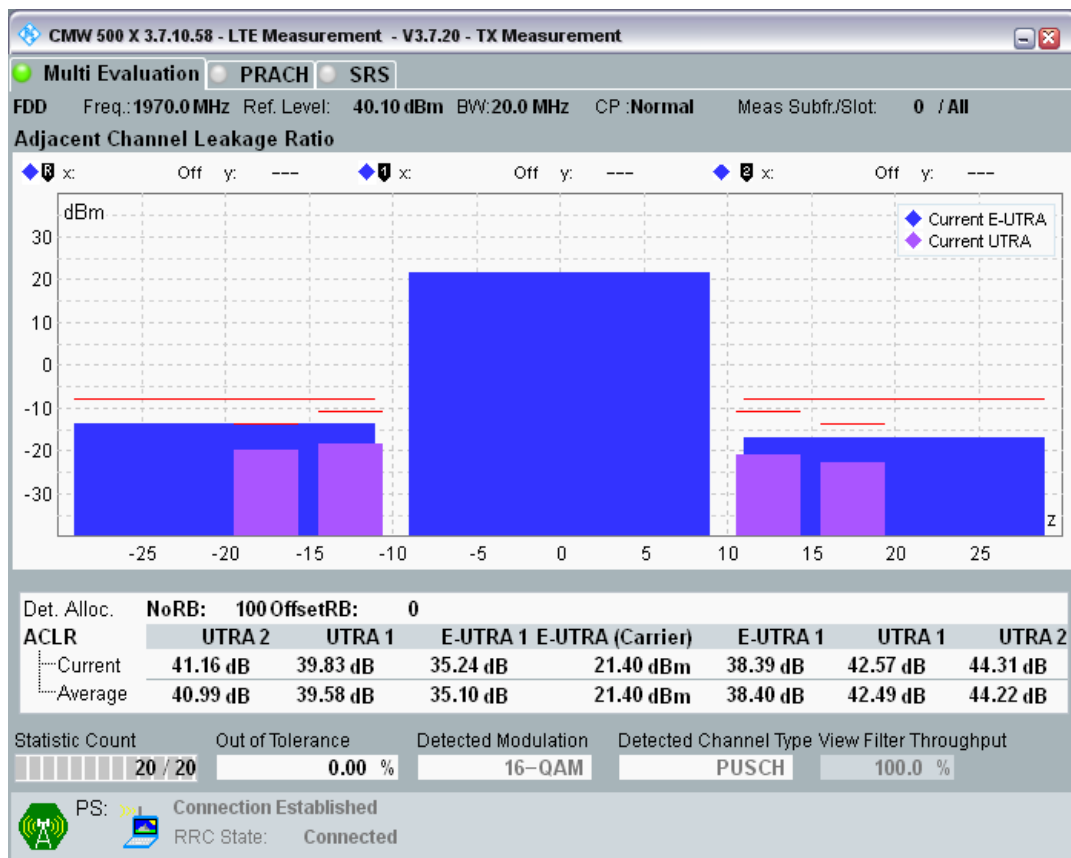 CMW 500 X 3.7.10.58 - LTE Measurement - V3.7.20 - TX Measurement
Multi Evaluation PRACH SRS
FDD Freq.:1970.0 MHz Ref. Level: 40.10 dBm BW:20.0 MHz CP :Normal Meas Subfr./Slot: 0 / All
Adjacent Channel Leakage Ratio
R x: Off y: --- 1 x: Off y: --- 2 x: Off y: ---
dBm
Current E-UTRA
Current UTRA
30
20
10
0
-10
-20
-30
z
-25 -20 -15 -10 -5 0 5 10 15 20 25
Det. Alloc. NoRB: 100 OffsetRB: 0
ACLR UTRA 2 UTRA 1 E-UTRA 1 E-UTRA (Carrier) E-UTRA 1 UTRA 1 UTRA 2
Current 41.16 dB 39.83 dB 35.24 dB 21.40 dBm 38.39 dB 42.57 dB 44.31 dB
Average 40.99 dB 39.58 dB 35.10 dB 21.40 dBm 38.40 dB 42.49 dB 44.22 dB
Statistic Count Out of Tolerance Detected Modulation Detected Channel Type View Filter Throughput
20 / 20 0.00 % 16-QAM PUSCH 100.0 %
PS: Connection Established
RRC State: Connected